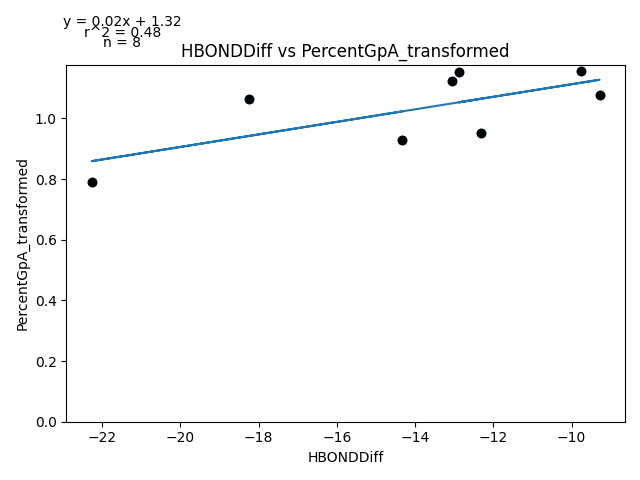 y = 0.02x + 1.32
r^2 = 0.48
n = 8
HBONDDiff vs PercentGpA_transformed
PercentGpA_transformed
1.0
0.8
0.6
0.4
0.2
0.0
−22 −20 −18 −16 −14 −12 −10
HBONDDiff